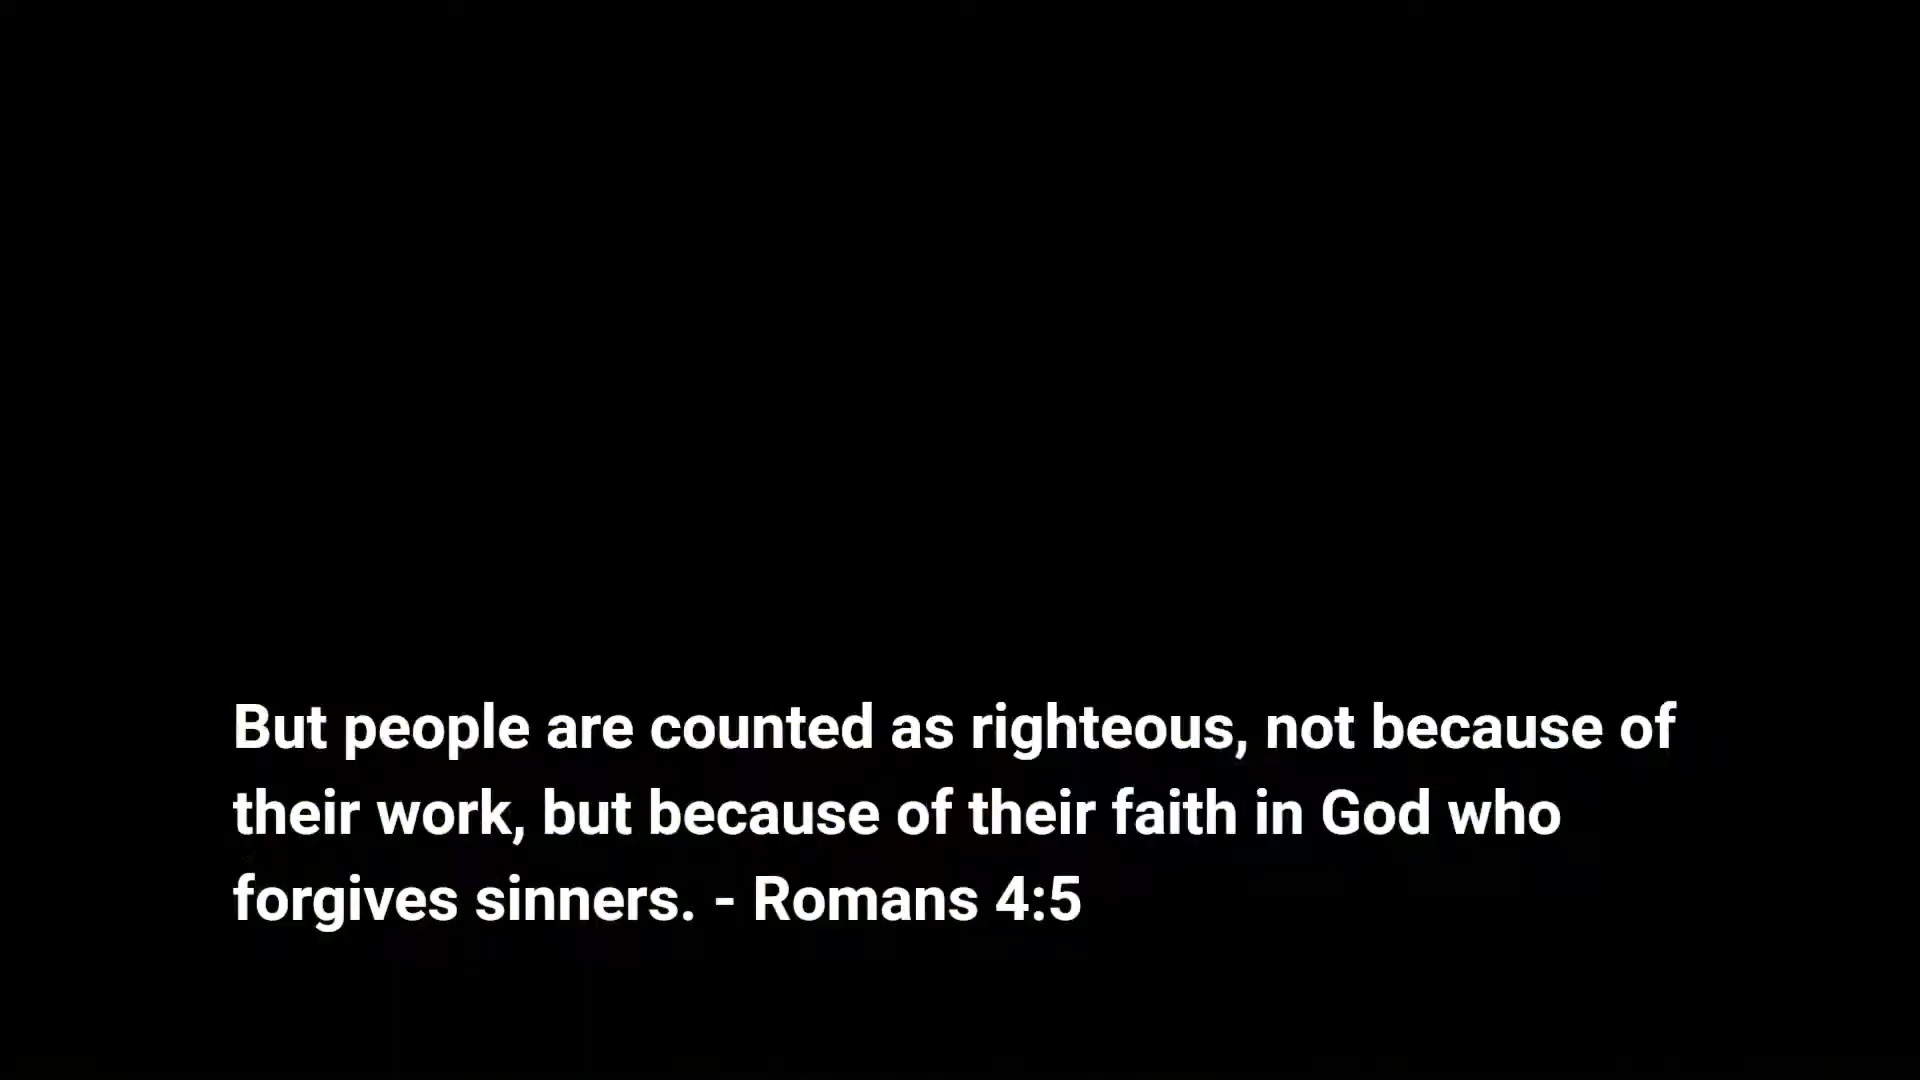 But people are counted as righteous, not because of
their work, but because of their faith in God who
forgives sinners. - Romans 4:5